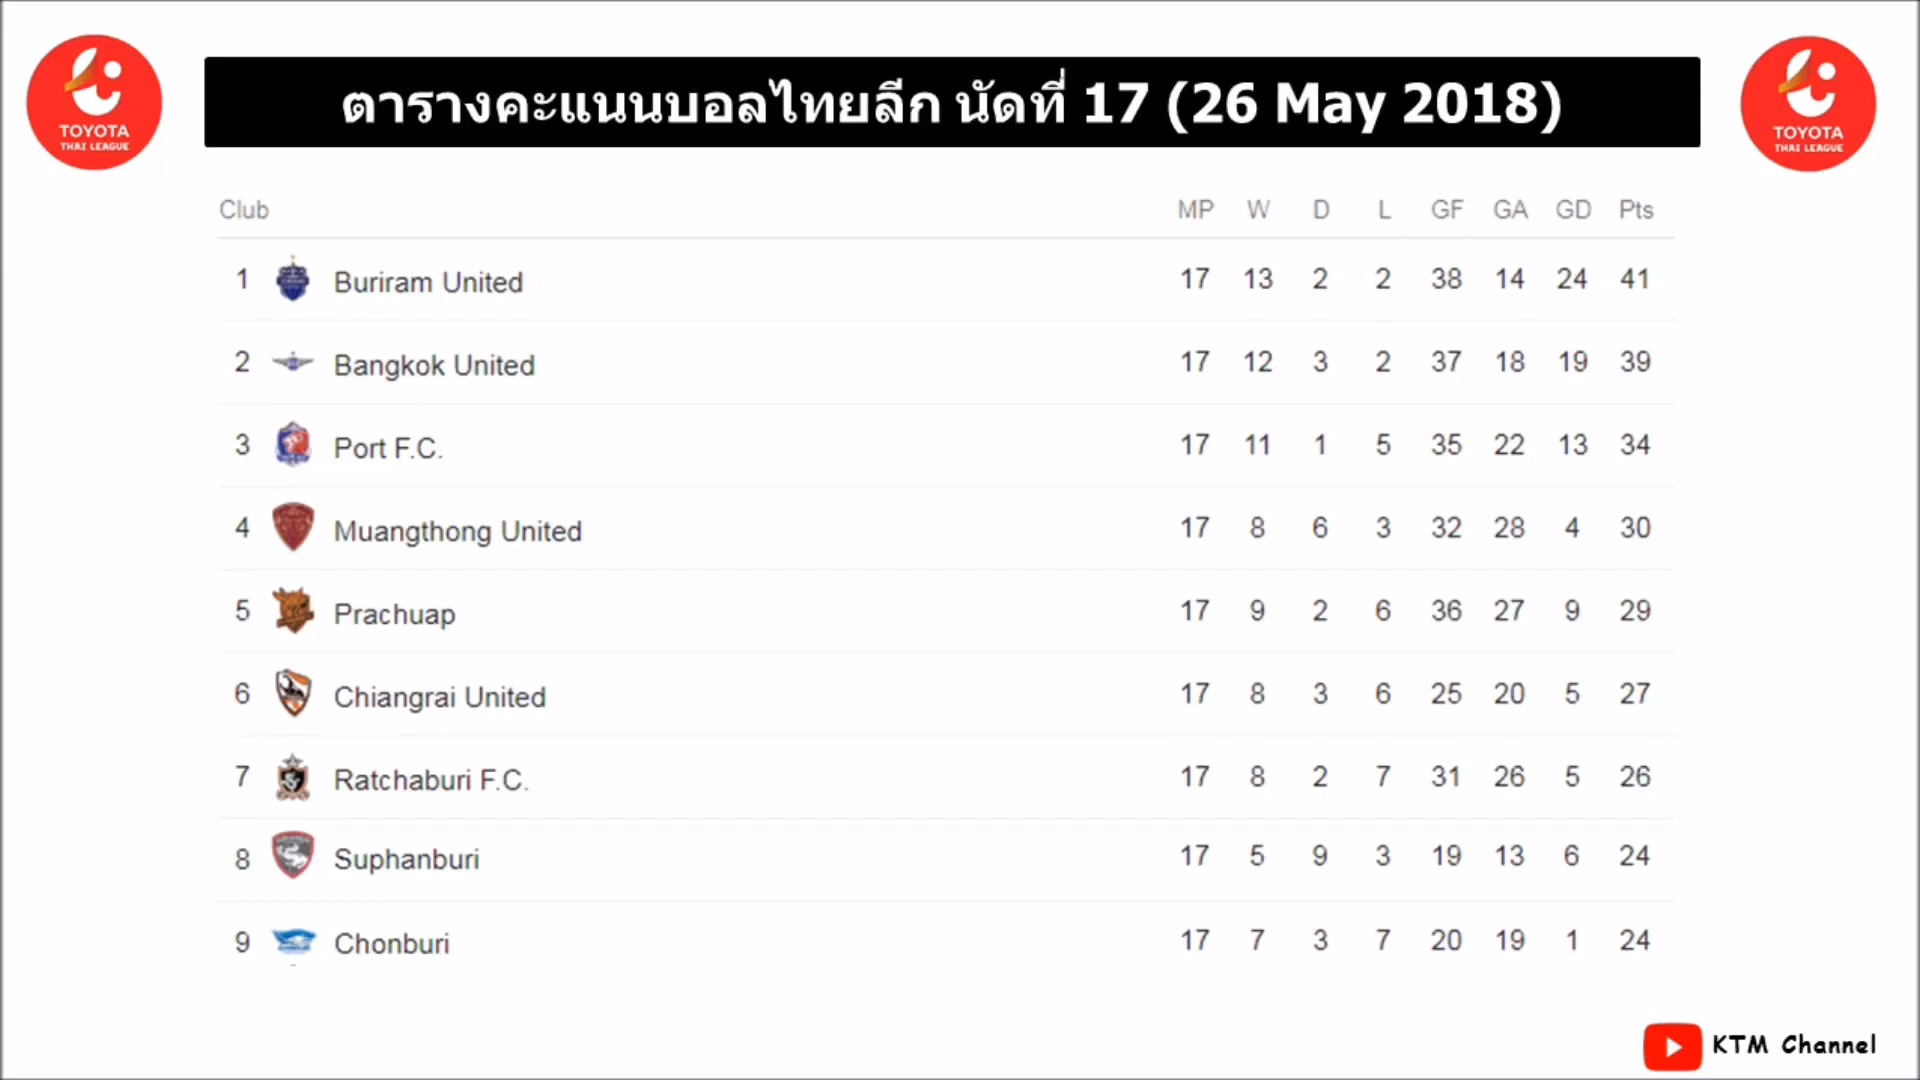 ตารางคะแนนบอลไทยลีก นัดที่ 17 (26 May 2018)
TOYOTA
THAI LEAGUE
TOYOTA
THAI LEAGUE
Club MP W D L GF GA GD Pts
1 Buriram United 17 13 2 2 38 14 24 41
2 Bangkok United 17 12 3 2 37 18 19 39
3 Port F.C. 17 11 1 5 35 22 13 34
4 Muangthong United 17 8 6 3 32 28 4 30
5 Prachuap 17 9 2 6 36 27 9 29
6 Chiangrai United 17 8 3 6 25 20 5 27
7 Ratchaburi F.C. 17 8 2 7 31 26 5 26
8 Suphanburi 17 5 9 3 19 13 6 24
9 Chonburi 17 7 3 7 20 19 1 24
KTM Channel